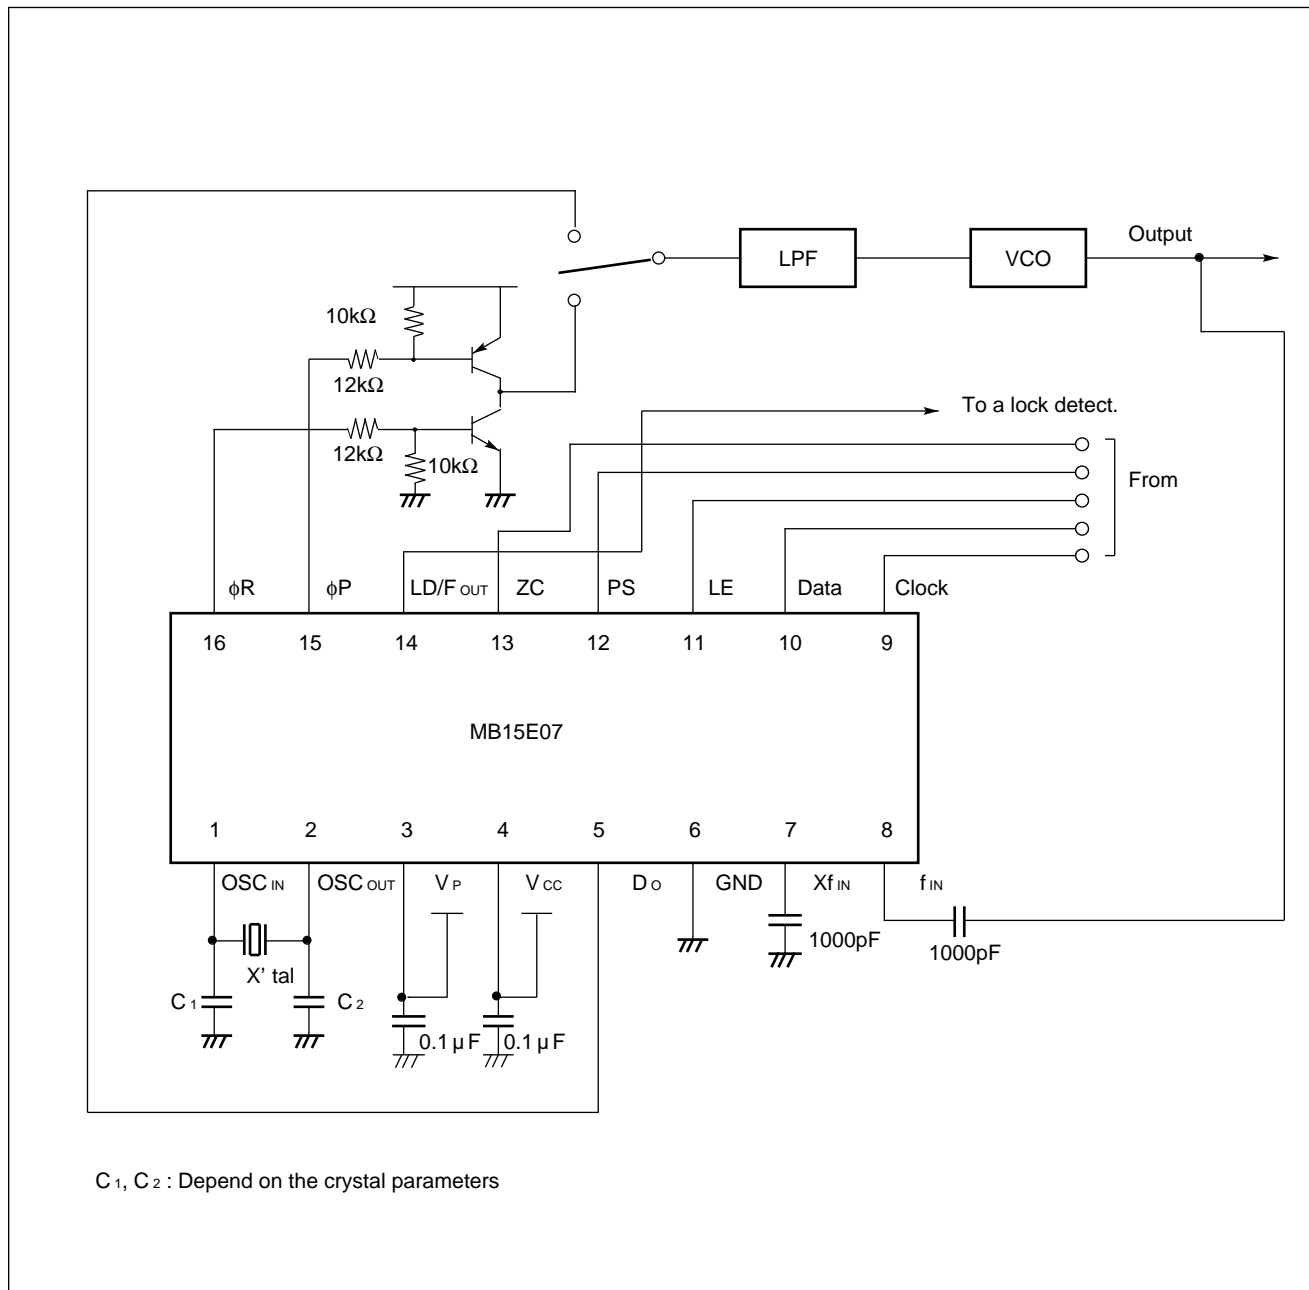 LPF
VCO
Output
10kΩ
12kΩ
12kΩ
10kΩ
To a lock detect.
From
ϕR ϕP LD/F OUT ZC PS LE Data Clock
16 15 14 13 12 11 10 9
MB15E07
1 2 3 4 5 6 7 8
OSC IN OSC OUT V P V CC D O GND Xf IN f IN
1000pF
1000pF
X' tal
C 1
C 2
0.1 µ F
0.1 µ F
C 1, C 2 : Depend on the crystal parameters